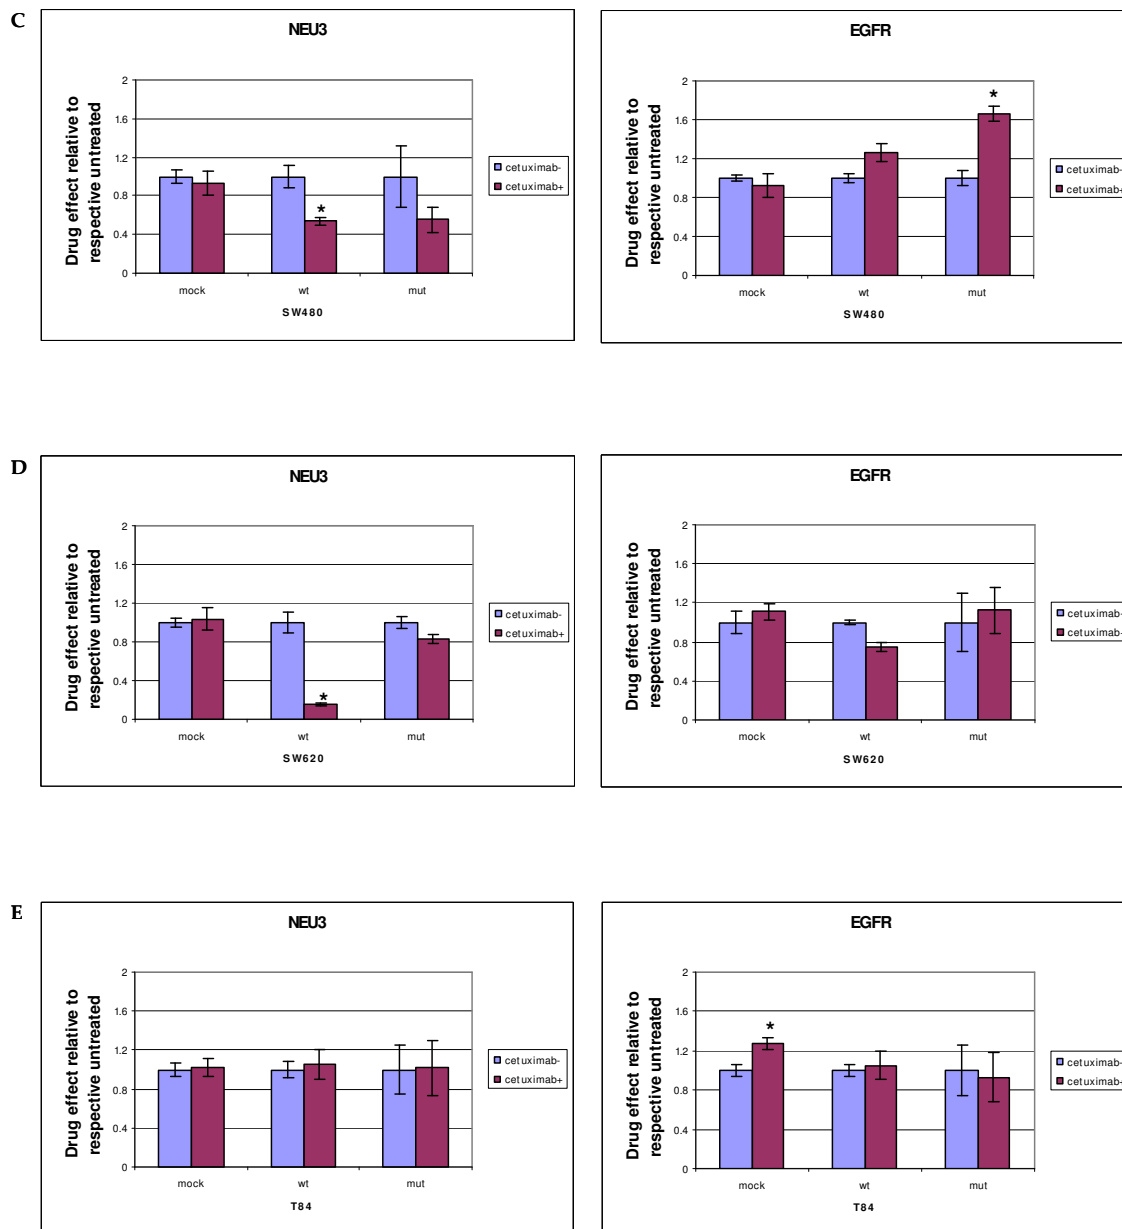 C
NEU3
Drug effect relative to
respective untreated
2
1.6
1.2
0.8
0.4
0
mock wt mut
SW480
*
cetuximab-
cetuximab+
EGFR
Drug effect relative to
respective untreated
2
1.6
1.2
0.8
0.4
0
mock wt mut
SW480
*
cetuximab-
cetuximab+
D
NEU3
Drug effect relative to
respective untreated
2
1.6
1.2
0.8
0.4
0
mock wt mut
SW620
*
cetuximab-
cetuximab+
EGFR
Drug effect relative to
respective untreated
2
1.6
1.2
0.8
0.4
0
mock wt mut
SW620
cetuximab-
cetuximab+
E
NEU3
Drug effect relative to
respective untreated
2
1.6
1.2
0.8
0.4
0
mock wt mut
T84
cetuximab-
cetuximab+
EGFR
Drug effect relative to
respective untreated
2
1.6
1.2
0.8
0.4
0
mock wt mut
T84
*
cetuximab-
cetuximab+